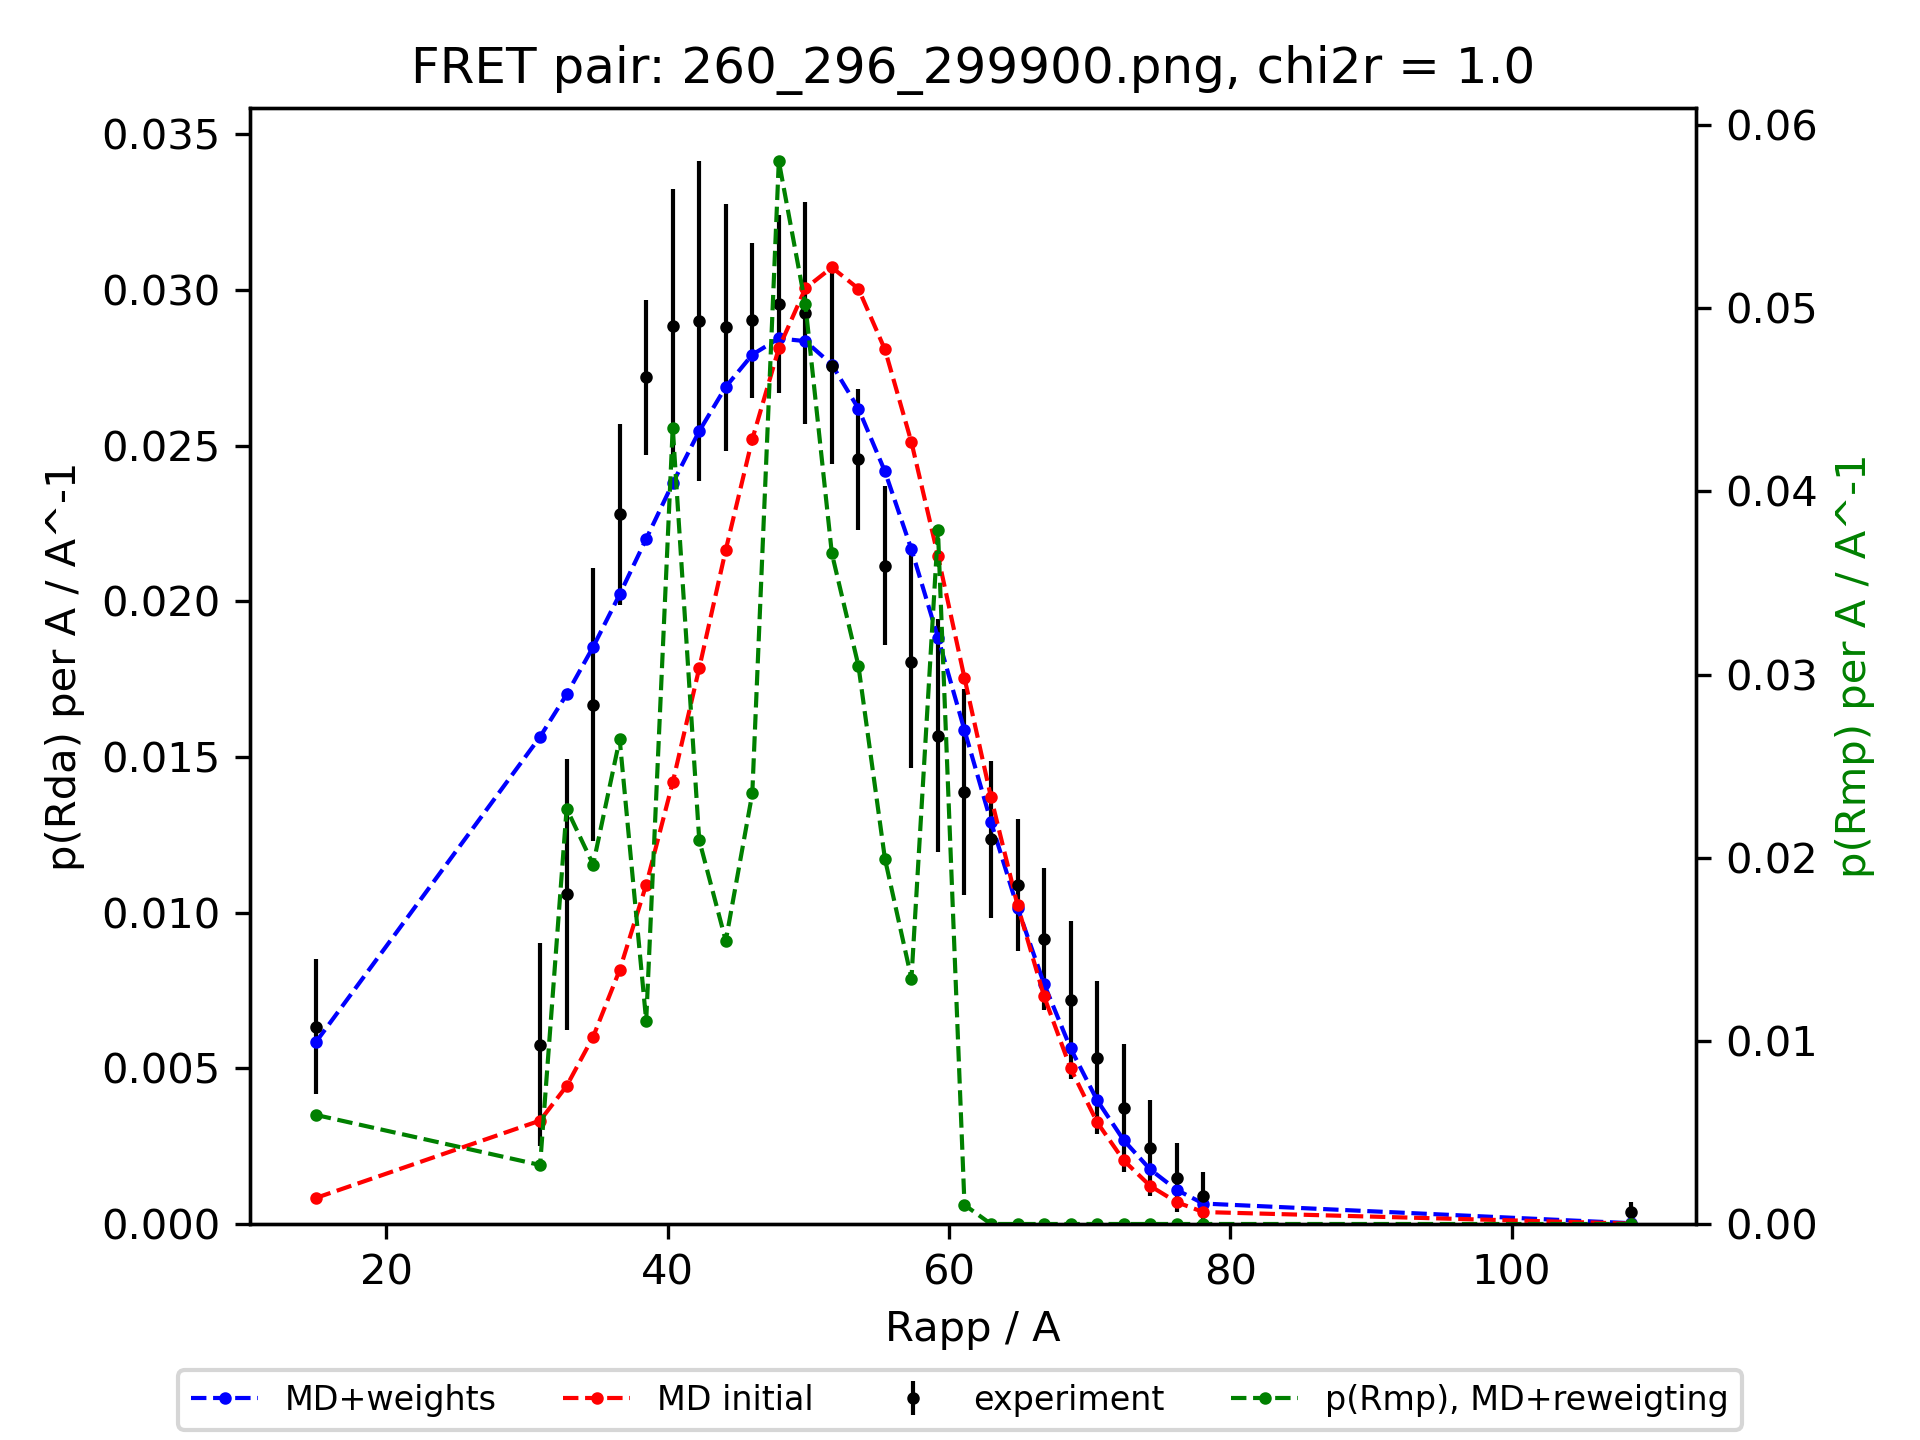 FRET pair: 260_296_299900.png, chi2r = 1.0
0.035
0.030
0.025
0.020
0.015
0.010
0.005
0.000
p(Rda) per A / A^-1
0.06
0.05
0.04
0.03
0.02
0.01
0.00
p(Rmp) per A / A^-1
20 40 60 80 100
Rapp / A
MD+weights MD initial experiment p(Rmp), MD+reweigting